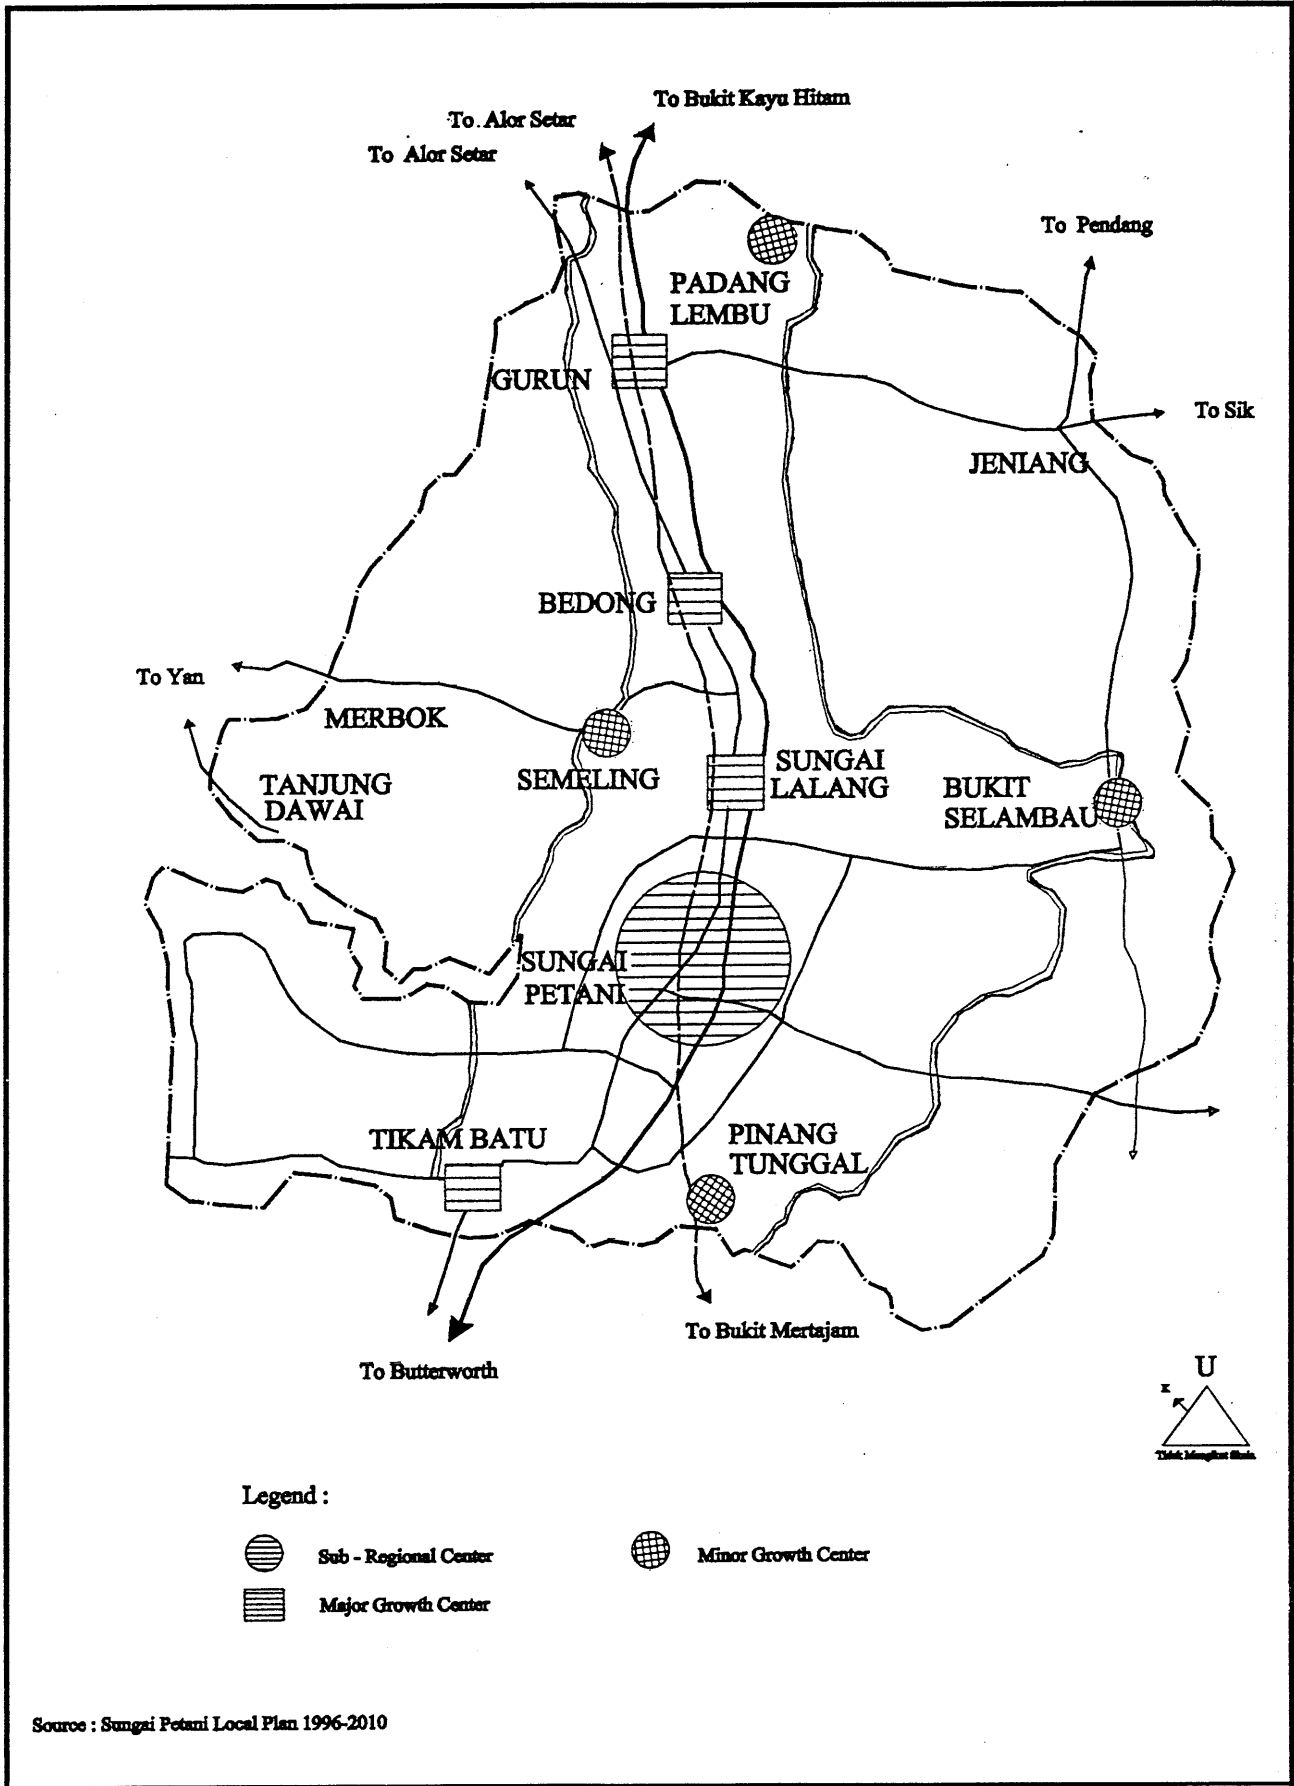 To Bukit Kayu Hitam
To. Alor Setar
To Alor Setar
To Pendang
PADANG
LEMBU
GURUN
To Sik
JENIANG
BEDONG
To Yan
MERBOK
SUNGAI
LALANG
SEMELING
TANJUNG
DAWAI
BUKIT
SELAMBAU
SUNGAI
PETANI
TIKAM BATU
PINANG
TUNGGAL
To Bukit Mertajam
To Butterworth
U
x
Tidak Mengikut Skala
Legend :
Sub - Regional Center
Minor Growth Center
Major Growth Center
Source : Sungai Petani Local Plan 1996-2010